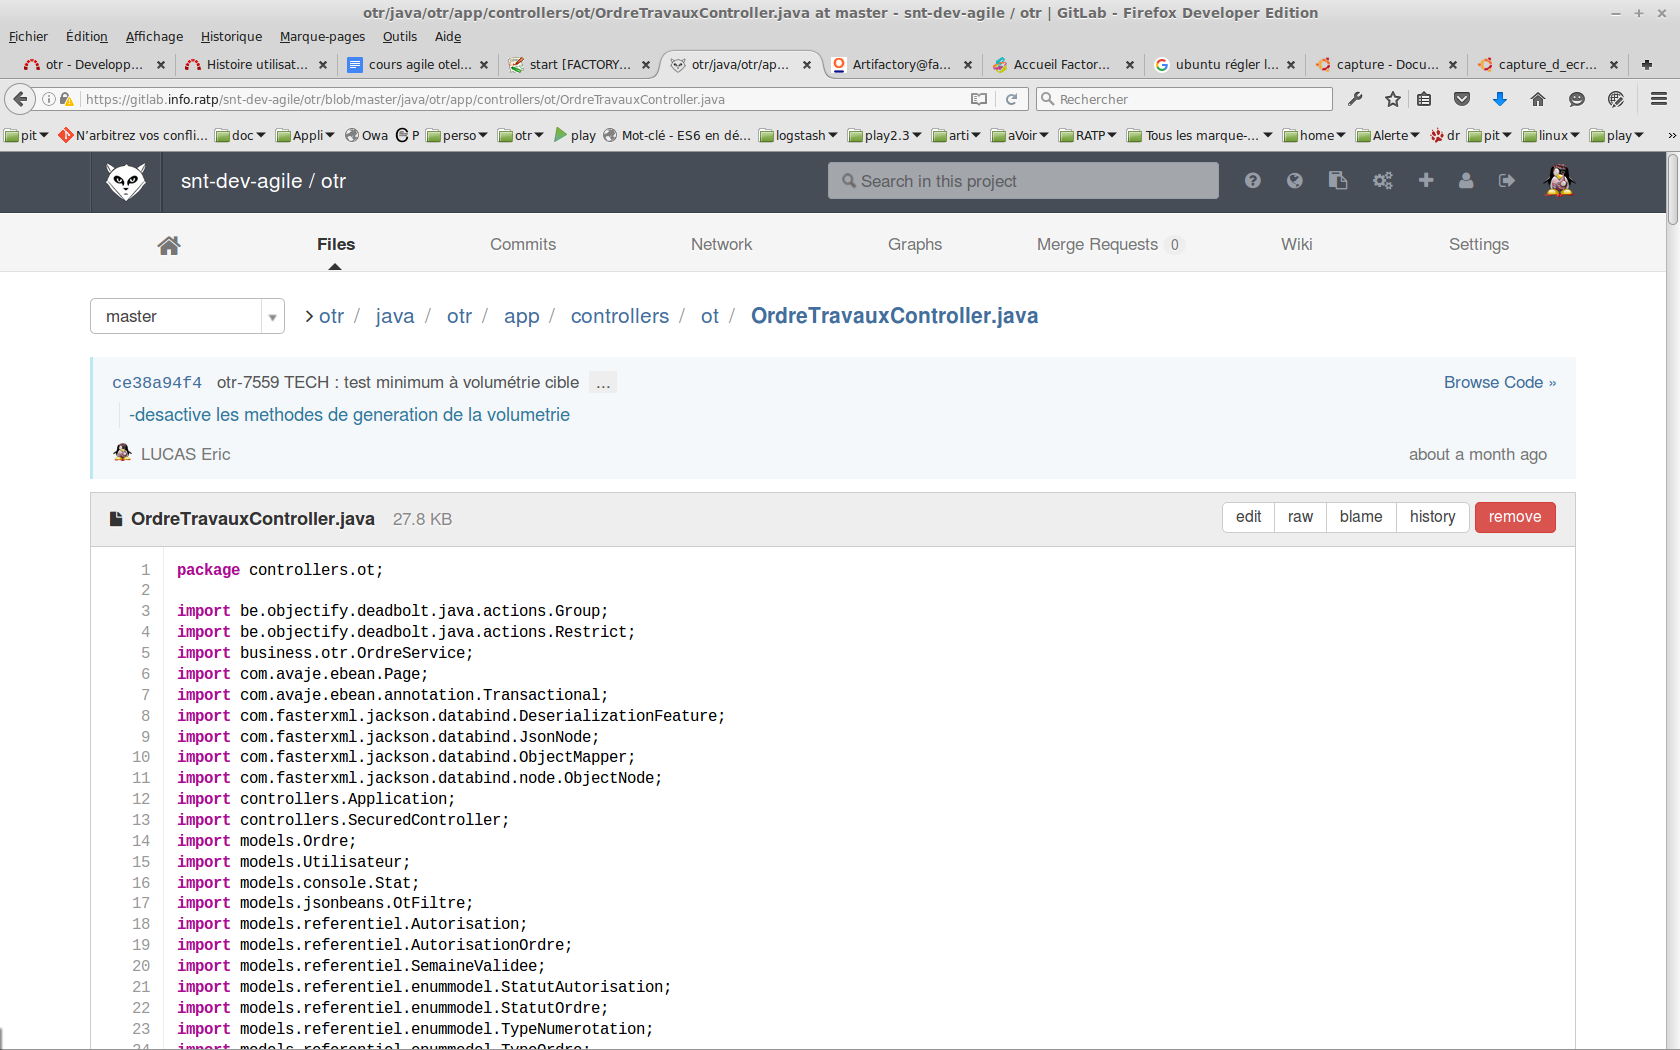 otr/java/otr/app/controllers/ot/OrdreTravauxController.java at master - snt-dev-agile / otr | GitLab - Firefox Developer Edition
Fichier Édition Affichage Historique Marque-pages Outils Aide
otr - Developp... Histoire utilisat... cours agile otel... start [FACTORY... otr/java/otr/ap... Artifactory@fa... Accueil Factor... ubuntu régler l... capture - Docu... capture_d_ecr...
https://gitlab.info.ratp/snt-dev-agile/otr/blob/master/java/otr/app/controllers/ot/OrdreTravauxController.java Rechercher
pit N'arbitrez vos confli... doc Appli Owa P perso otr play Mot-clé - ES6 en dé... logstash play2.3 arti aVoir RATP Tous les marque-... home Alerte dr pit linux play »
snt-dev-agile / otr Search in this project
Files Commits Network Graphs Merge Requests 0 Wiki Settings
master otr / java / otr / app / controllers / ot / OrdreTravauxController.java
ce38a94f4 otr-7559 TECH : test minimum à volumétrie cible ... Browse Code »
-desactive les methodes de generation de la volumetrie
LUCAS Eric about a month ago
OrdreTravauxController.java 27.8 KB edit raw blame history remove
1 package controllers.ot;
2
3 import be.objectify.deadbolt.java.actions.Group;
4 import be.objectify.deadbolt.java.actions.Restrict;
5 import business.otr.OrdreService;
6 import com.avaje.ebean.Page;
7 import com.avaje.ebean.annotation.Transactional;
8 import com.fasterxml.jackson.databind.DeserializationFeature;
9 import com.fasterxml.jackson.databind.JsonNode;
10 import com.fasterxml.jackson.databind.ObjectMapper;
11 import com.fasterxml.jackson.databind.node.ObjectNode;
12 import controllers.Application;
13 import controllers.SecuredController;
14 import models.Ordre;
15 import models.Utilisateur;
16 import models.console.Stat;
17 import models.jsonbeans.OtFiltre;
18 import models.referentiel.Autorisation;
19 import models.referentiel.AutorisationOrdre;
20 import models.referentiel.SemaineValidee;
21 import models.referentiel.enummodel.StatutAutorisation;
22 import models.referentiel.enummodel.StatutOrdre;
23 import models.referentiel.enummodel.TypeNumerotation;
24 import models.referentiel.enummodel.TypeOrdre;